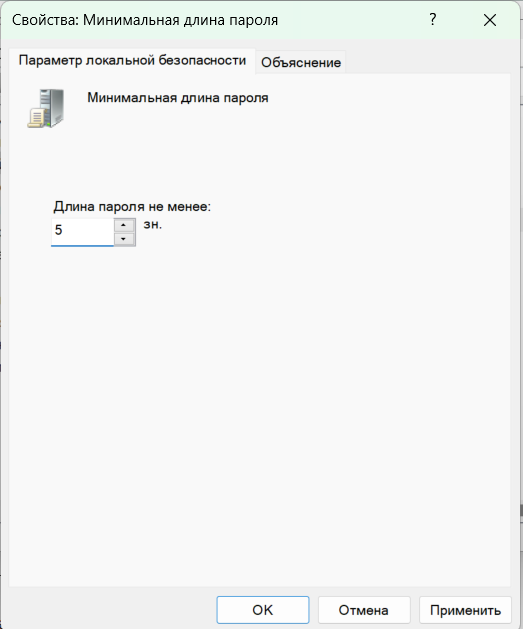 Свойства: Минимальная длина пароля ?
Параметр локальной безопасности Объяснение
Минимальная длина пароля
Длина пароля не менее:
5 зн.
OK Отмена Применить